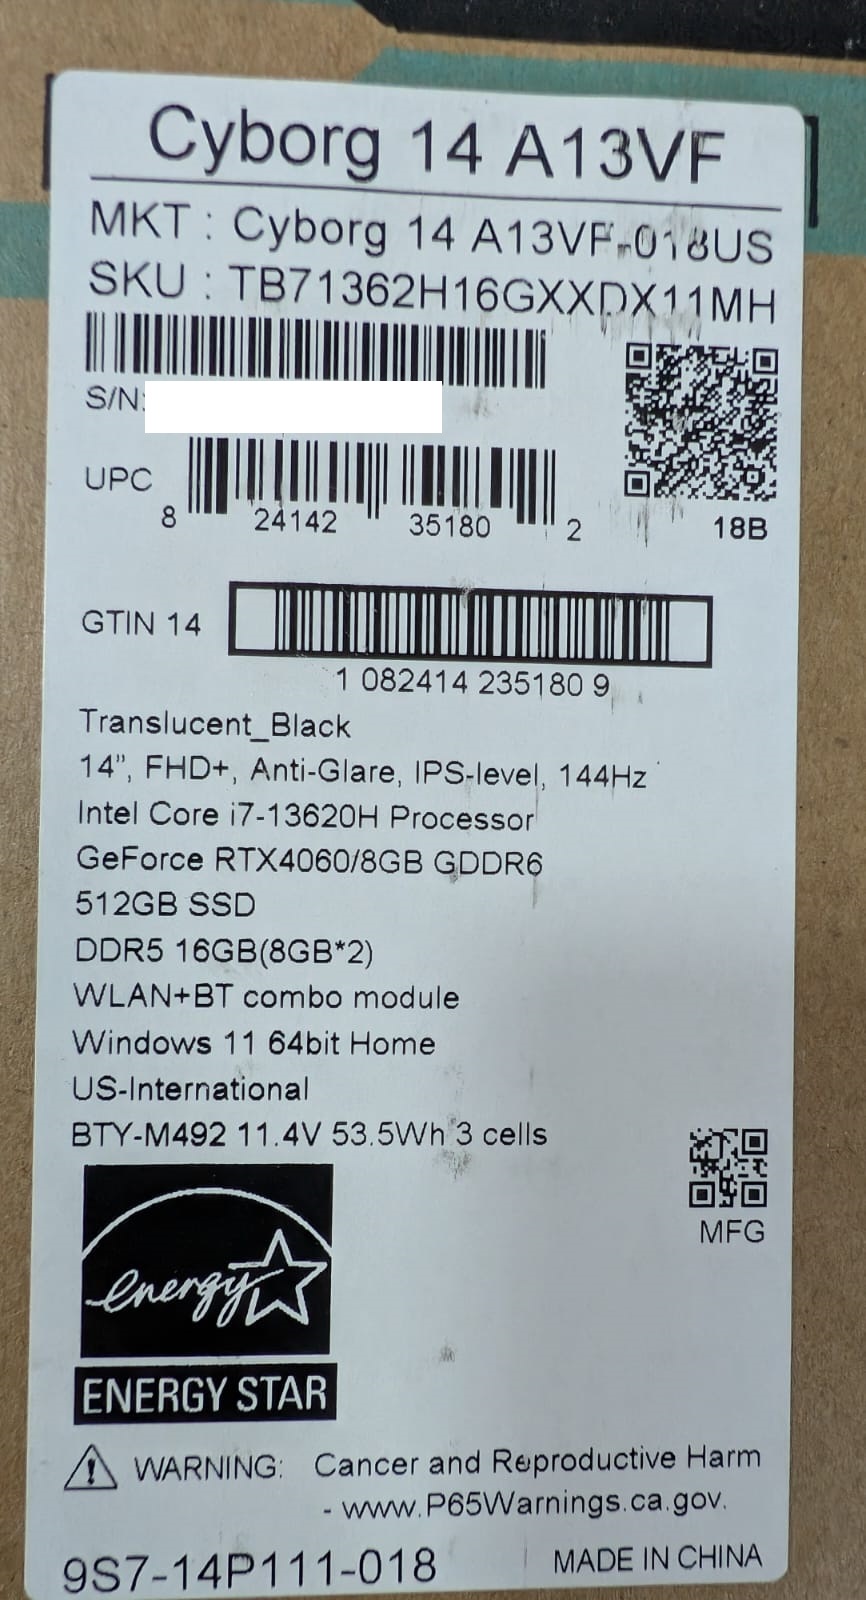 Cyborg 14 A13VF
MKT : Cyborg 14 A13VF-018US
SKU : TB71362H16GXXDX11MH
S/N:
UPC
8 24142 35180 2
18B
GTIN 14
1 082414 235180 9
Translucent_Black
14”, FHD+, Anti-Glare, IPS-level, 144Hz
Intel Core i7-13620H Processor
GeForce RTX4060/8GB GDDR6
512GB SSD
DDR5 16GB(8GB*2)
WLAN+BT combo module
Windows 11 64bit Home
US-International
BTY-M492 11.4V 53.5Wh 3 cells
MFG
energy
ENERGY STAR
WARNING: Cancer and Reproductive Harm
- www.P65Warnings.ca.gov.
9S7-14P111-018
MADE IN CHINA